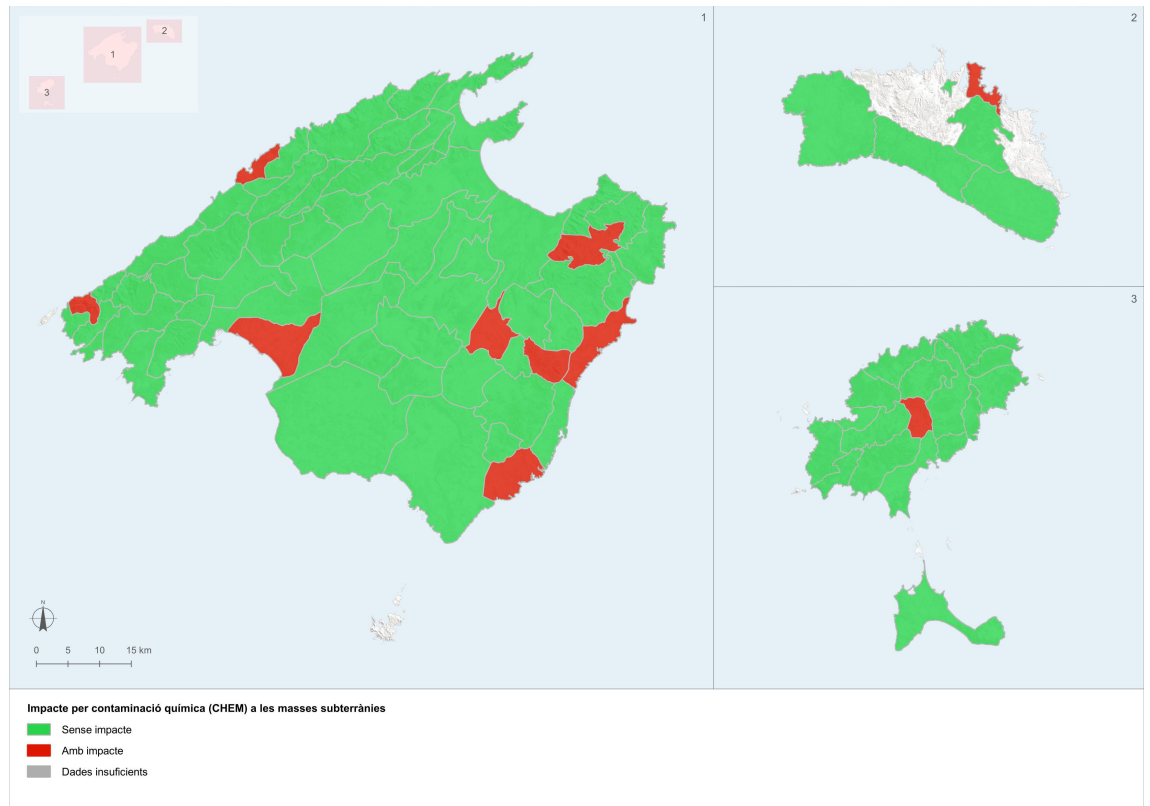 1
2
3
1
2
3
N
0 5 10 15 km
Impacte per contaminació química (CHEM) a les masses subterrànies
Sense impacte
Amb impacte
Dades insuficients